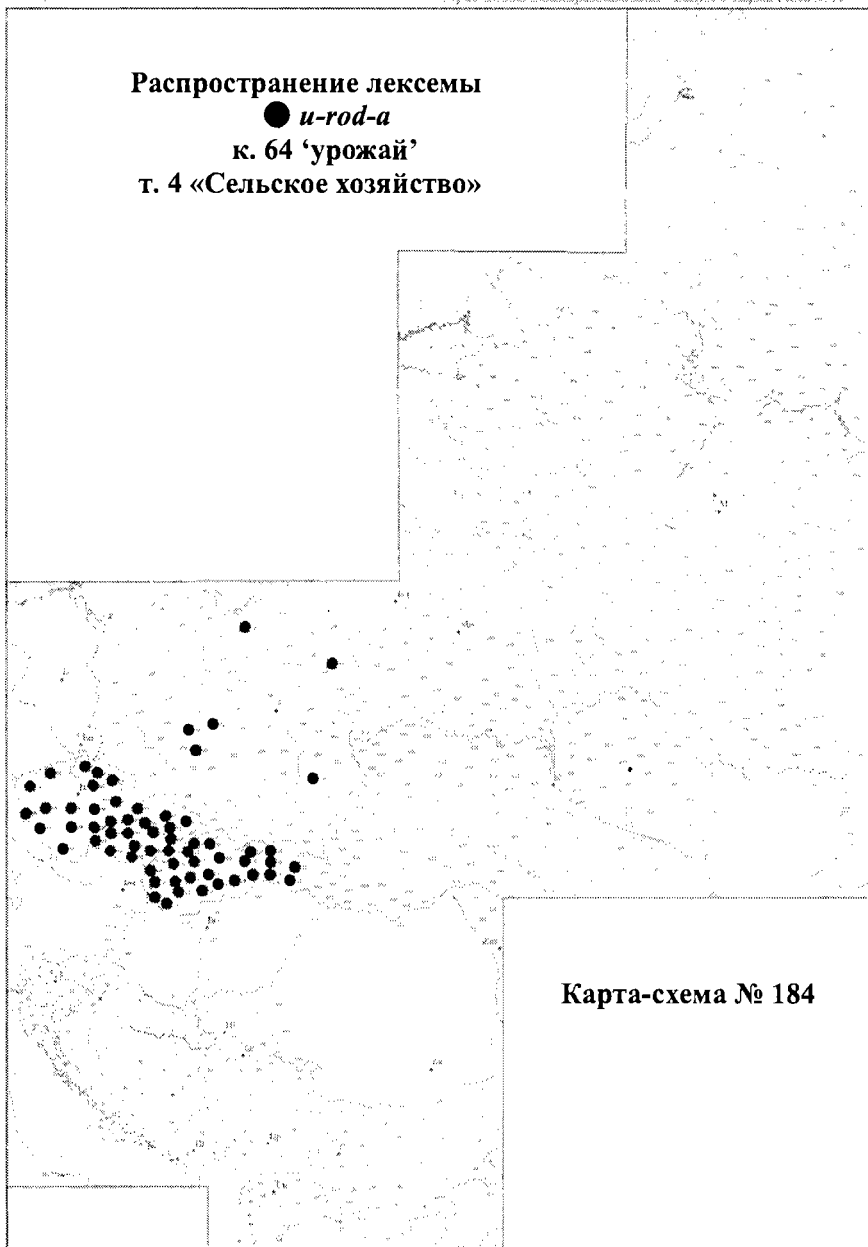 Распространение лексемы
● u-rod-a
к. 64 ‘урожай’
т. 4 «Сельское хозяйство»
Карта-схема № 184